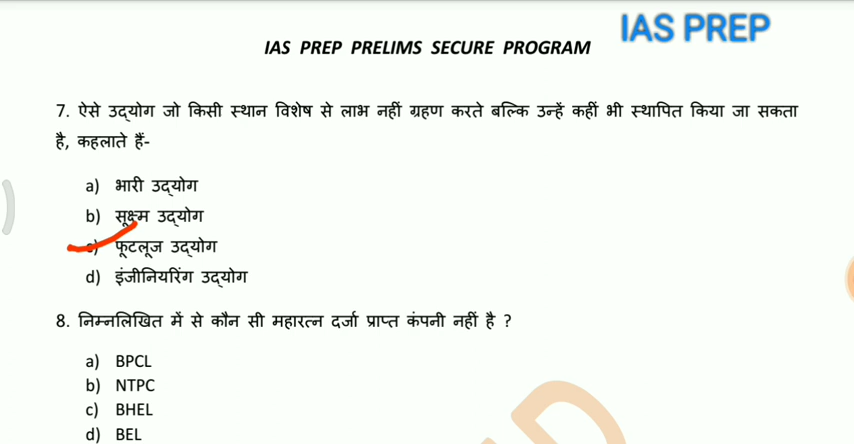 IAS PREP
IAS PREP PRELIMS SECURE PROGRAM
7. ऐसे उद्योग जो किसी स्थान विशेष से लाभ नहीं ग्रहण करते बल्कि उन्हें कहीं भी स्थापित किया जा सकता
है, कहलाते हैं-
a) भारी उद्योग
b) सूक्ष्म उद्योग
c) फूटलूज उद्योग
d) इंजीनियरिंग उद्योग
8. निम्नलिखित में से कौन सी महारत्न दर्जा प्राप्त कंपनी नहीं है ?
a) BPCL
b) NTPC
c) BHEL
d) BEL